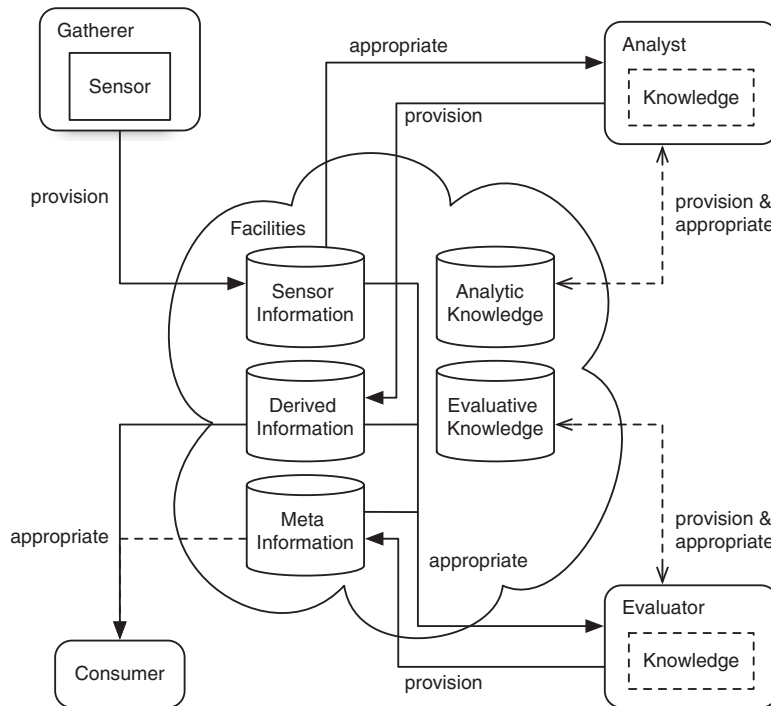 Gatherer
Sensor
appropriate
Analyst
Knowledge
provision
provision
provision &
appropriate
Facilities
Sensor
Information
Analytic
Knowledge
Derived
Information
Evaluative
Knowledge
Meta
Information
appropriate
provision &
appropriate
appropriate
Evaluator
Knowledge
Consumer
provision